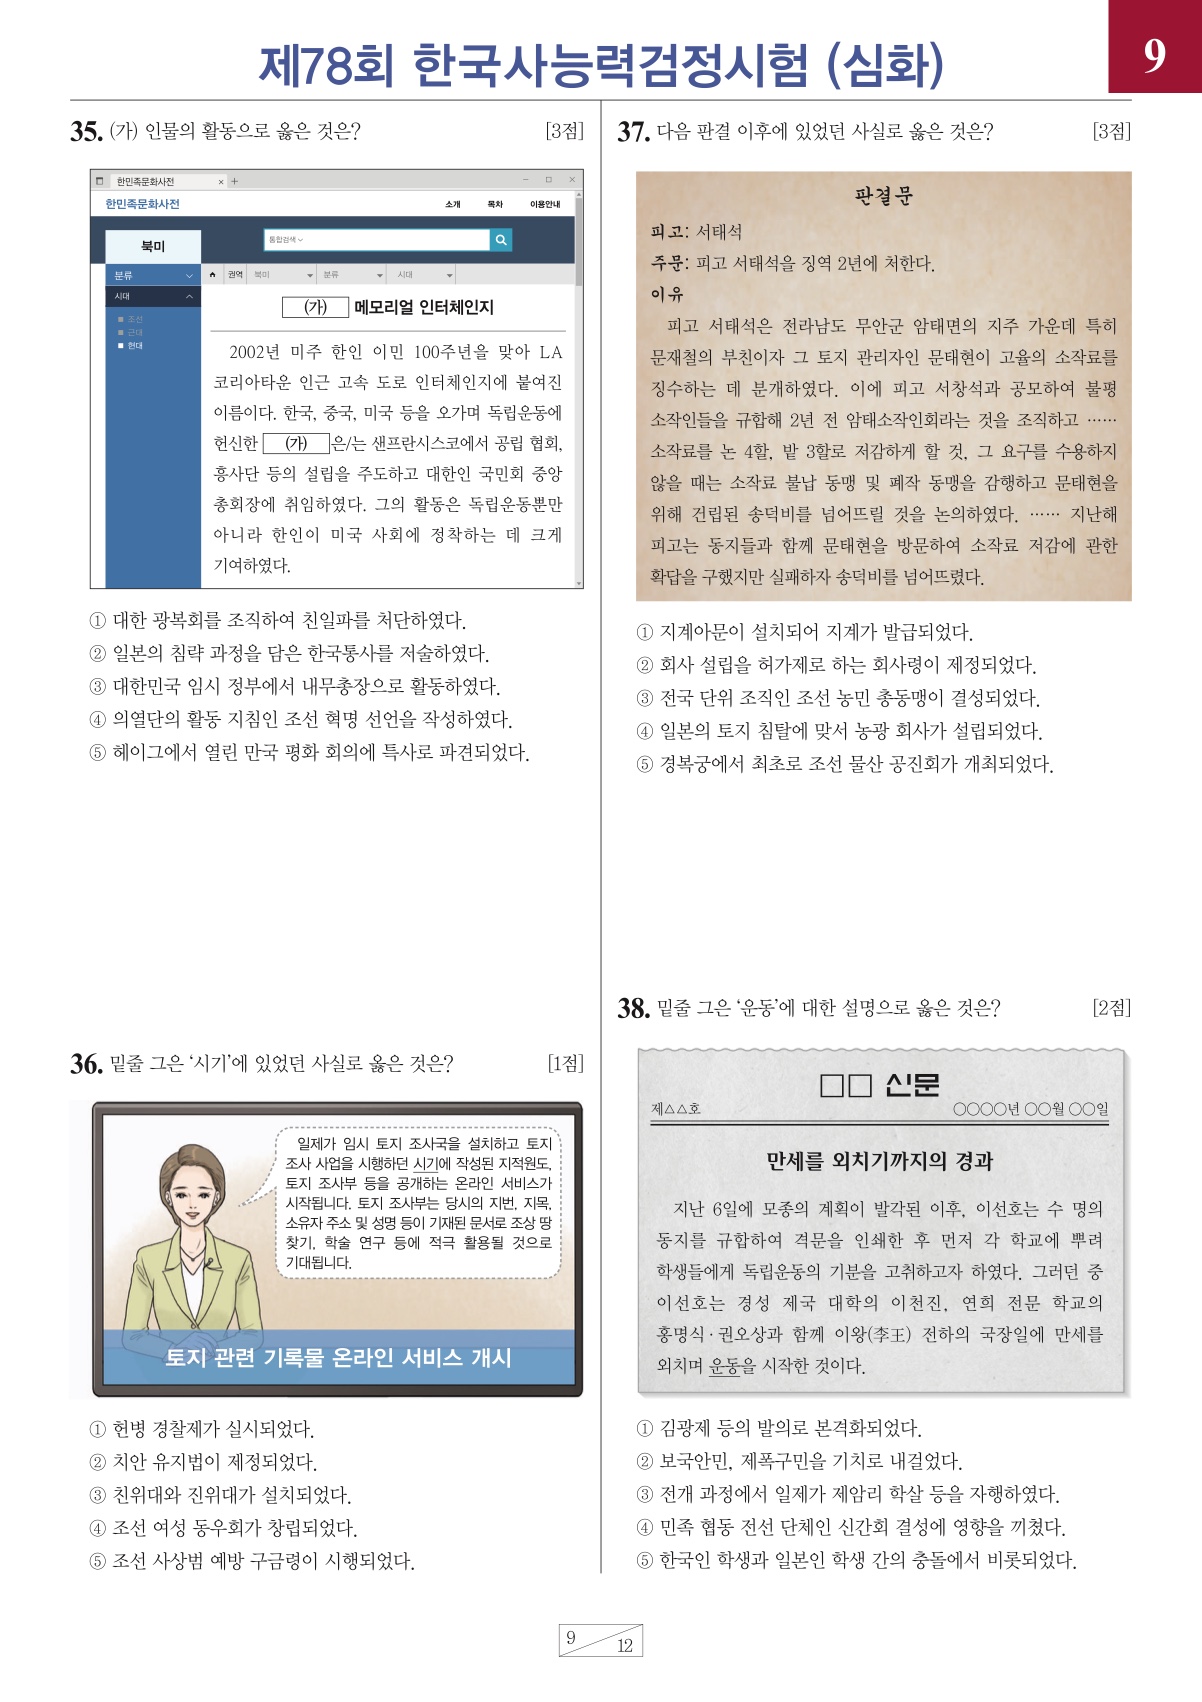 제78회 한국사능력검정시험 (심화)
9
35. (가) 인물의 활동으로 옳은 것은? [3점]
한민족문화사전 × +
한민족문화사전
소개 목차 이용안내
북미
통합검색
분류
권역 북미 분류 시대
시대
■ 조선
■ 근대
■ 현대
(가) 메모리얼 인터체인지
2002년 미주 한인 이민 100주년을 맞아 LA
코리아타운 인근 고속 도로 인터체인지에 붙여진
이름이다. 한국, 중국, 미국 등을 오가며 독립운동에
헌신한 (가) 은/는 샌프란시스코에서 공립 협회,
흥사단 등의 설립을 주도하고 대한인 국민회 중앙
총회장에 취임하였다. 그의 활동은 독립운동뿐만
아니라 한인이 미국 사회에 정착하는 데 크게
기여하였다.
① 대한 광복회를 조직하여 친일파를 처단하였다.
② 일본의 침략 과정을 담은 한국통사를 저술하였다.
③ 대한민국 임시 정부에서 내무총장으로 활동하였다.
④ 의열단의 활동 지침인 조선 혁명 선언을 작성하였다.
⑤ 헤이그에서 열린 만국 평화 회의에 특사로 파견되었다.
36. 밑줄 그은 ‘시기’에 있었던 사실로 옳은 것은? [1점]
일제가 임시 토지 조사국을 설치하고 토지
조사 사업을 시행하던 시기에 작성된 지적원도,
토지 조사부 등을 공개하는 온라인 서비스가
시작됩니다. 토지 조사부는 당시의 지번, 지목,
소유자 주소 및 성명 등이 기재된 문서로 조상 땅
찾기, 학술 연구 등에 적극 활용될 것으로
기대됩니다.
토지 관련 기록물 온라인 서비스 개시
① 헌병 경찰제가 실시되었다.
② 치안 유지법이 제정되었다.
③ 친위대와 진위대가 설치되었다.
④ 조선 여성 동우회가 창립되었다.
⑤ 조선 사상범 예방 구금령이 시행되었다.
37. 다음 판결 이후에 있었던 사실로 옳은 것은? [3점]
판결문
피고: 서태석
주문: 피고 서태석을 징역 2년에 처한다.
이유
피고 서태석은 전라남도 무안군 암태면의 지주 가운데 특히
문재철의 부친이자 그 토지 관리자인 문태현이 고율의 소작료를
징수하는 데 분개하였다. 이에 피고 서창석과 공모하여 불평
소작인들을 규합해 2년 전 암태소작인회라는 것을 조직하고 ……
소작료를 논 4할, 밭 3할로 저감하게 할 것, 그 요구를 수용하지
않을 때는 소작료 불납 동맹 및 폐작 동맹을 감행하고 문태현을
위해 건립된 송덕비를 넘어뜨릴 것을 논의하였다. …… 지난해
피고는 동지들과 함께 문태현을 방문하여 소작료 저감에 관한
확답을 구했지만 실패하자 송덕비를 넘어뜨렸다.
① 지계아문이 설치되어 지계가 발급되었다.
② 회사 설립을 허가제로 하는 회사령이 제정되었다.
③ 전국 단위 조직인 조선 농민 총동맹이 결성되었다.
④ 일본의 토지 침탈에 맞서 농광 회사가 설립되었다.
⑤ 경복궁에서 최초로 조선 물산 공진회가 개최되었다.
38. 밑줄 그은 ‘운동’에 대한 설명으로 옳은 것은? [2점]
□□ 신문
제△△호 ○○○○년 ○○월 ○○일
만세를 외치기까지의 경과
지난 6일에 모종의 계획이 발각된 이후, 이선호는 수 명의
동지를 규합하여 격문을 인쇄한 후 먼저 각 학교에 뿌려
학생들에게 독립운동의 기분을 고취하고자 하였다. 그러던 중
이선호는 경성 제국 대학의 이천진, 연희 전문 학교의
홍명식·권오상과 함께 이왕(李王) 전하의 국장일에 만세를
외치며 운동을 시작한 것이다.
① 김광제 등의 발의로 본격화되었다.
② 보국안민, 제폭구민을 기치로 내걸었다.
③ 전개 과정에서 일제가 제암리 학살 등을 자행하였다.
④ 민족 협동 전선 단체인 신간회 결성에 영향을 끼쳤다.
⑤ 한국인 학생과 일본인 학생 간의 충돌에서 비롯되었다.
9
12